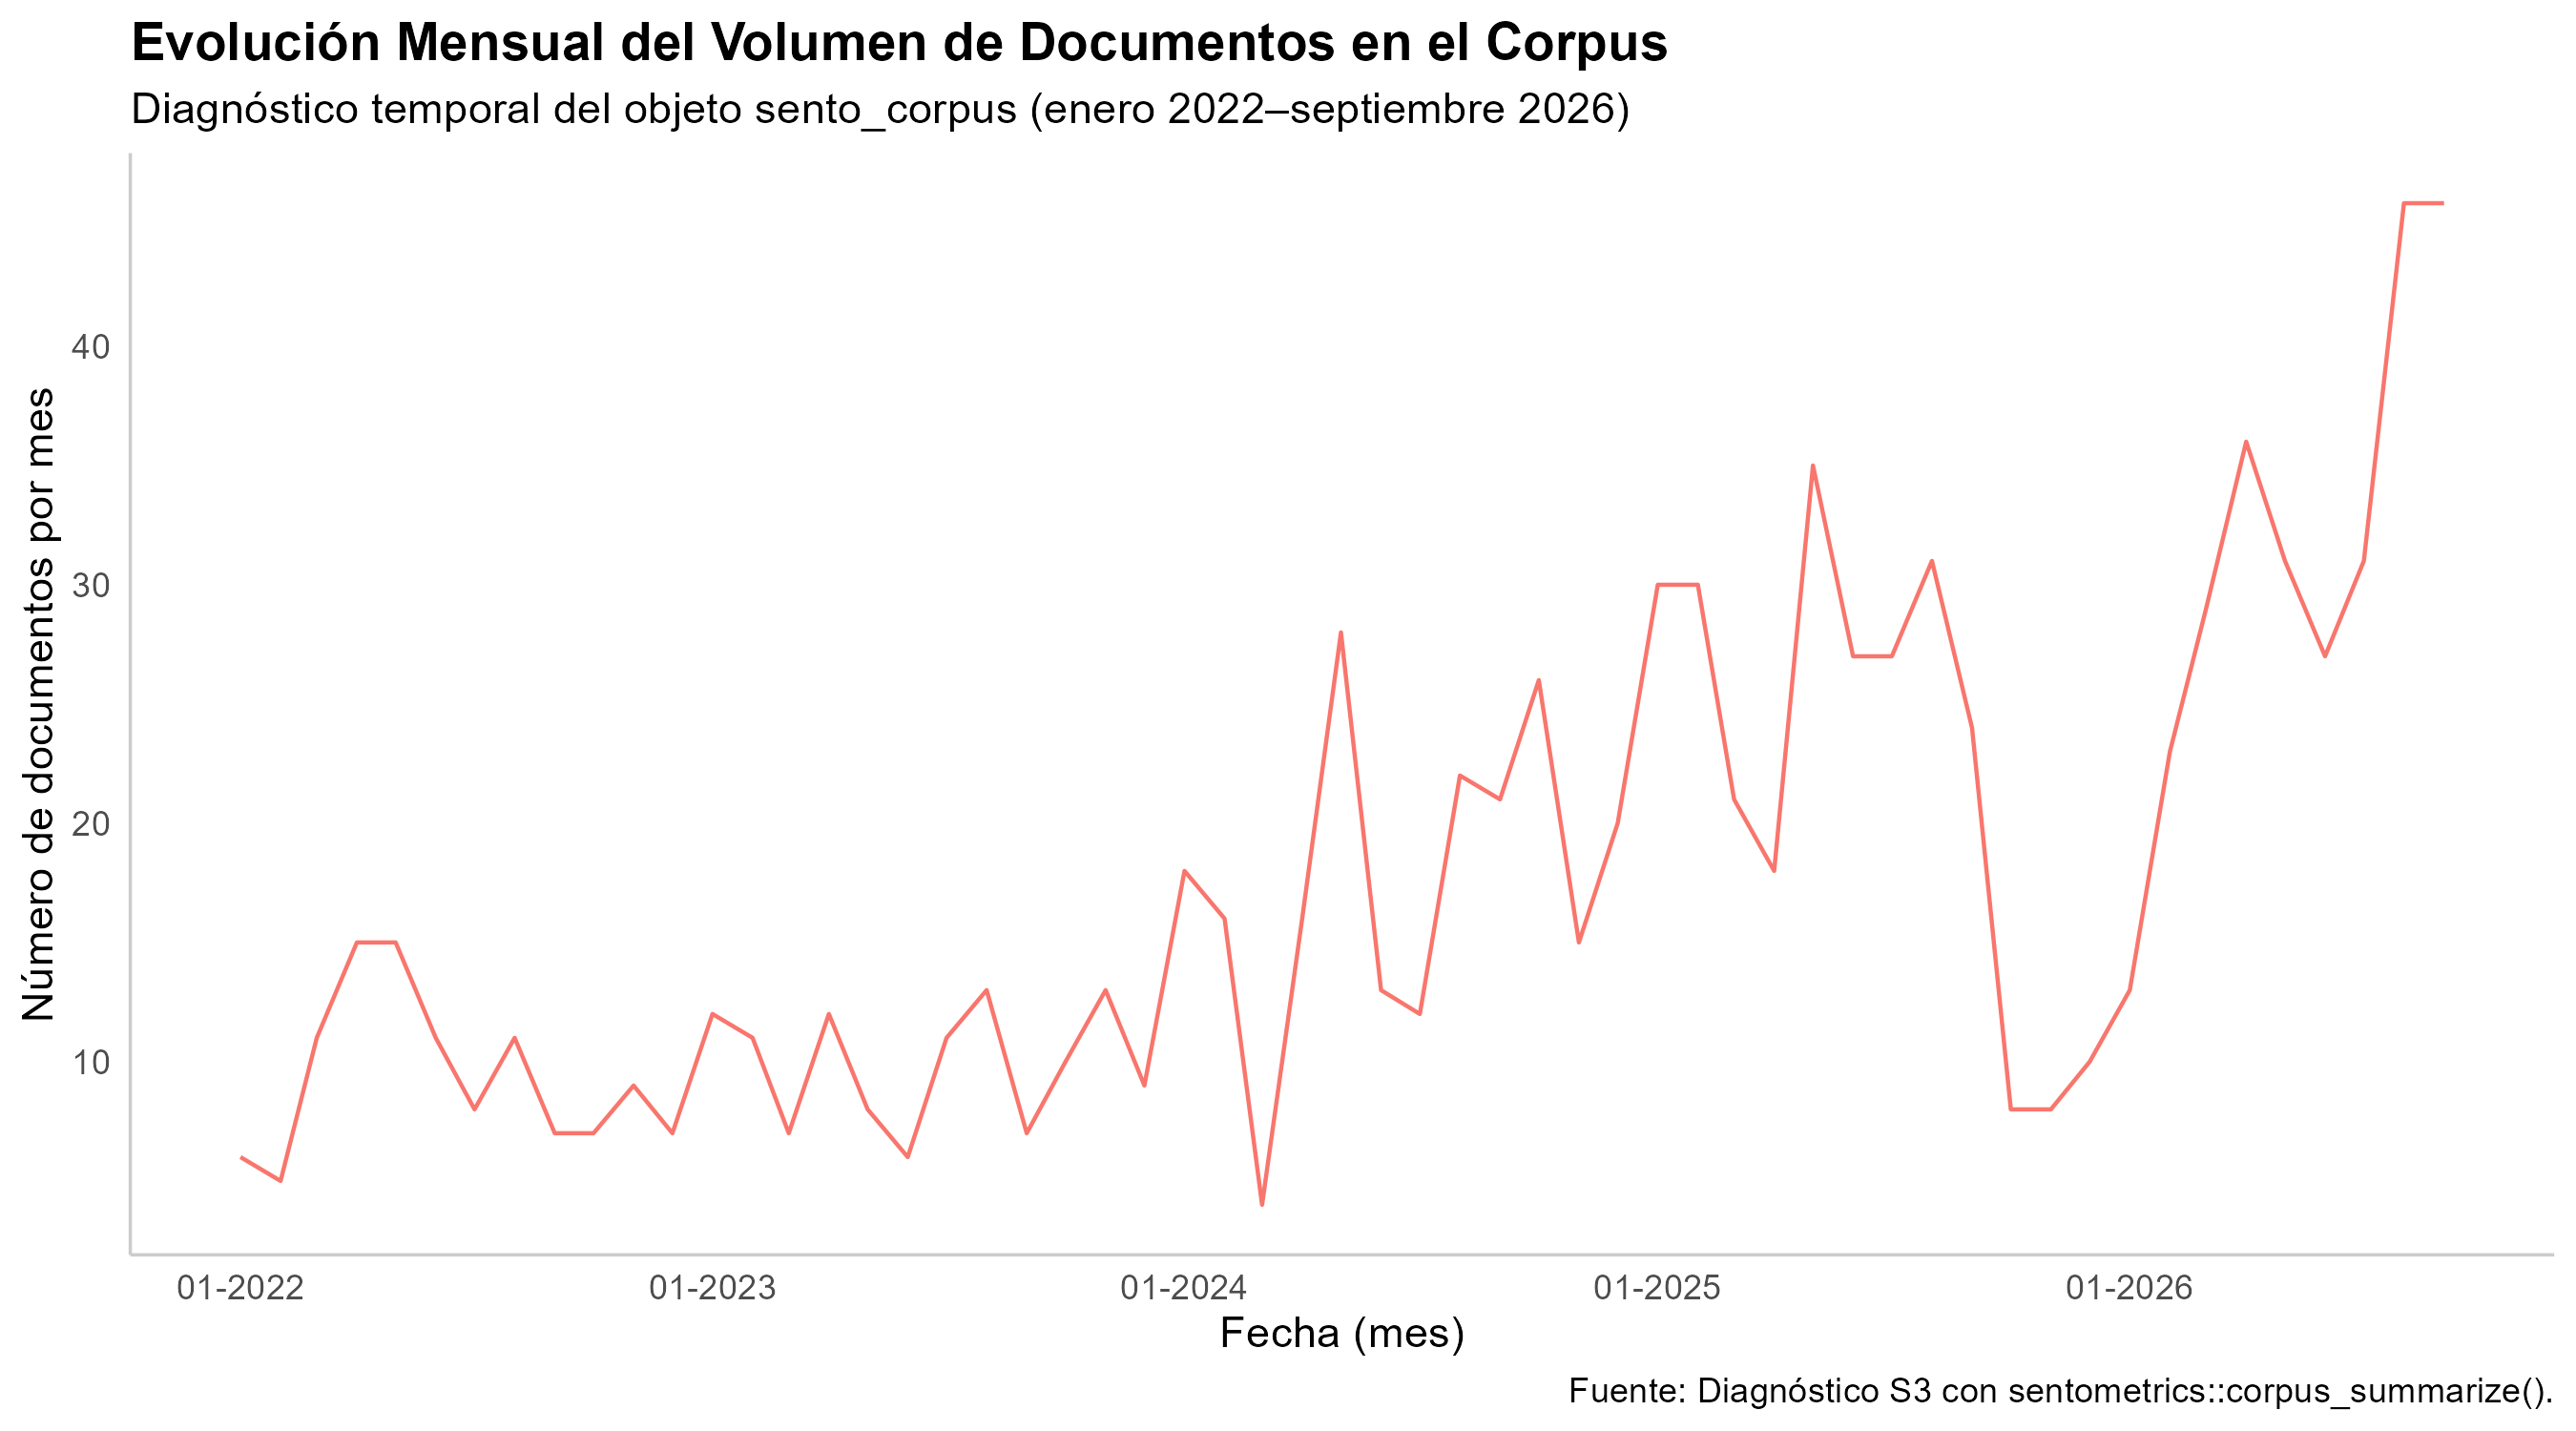 Evolución Mensual del Volumen de Documentos en el Corpus
Diagnóstico temporal del objeto sento_corpus (enero 2022–septiembre 2026)
Número de documentos por mes
40
30
20
10
01-2022
01-2023
01-2024
01-2025
01-2026
Fecha (mes)
Fuente: Diagnóstico S3 con sentometrics::corpus_summarize().